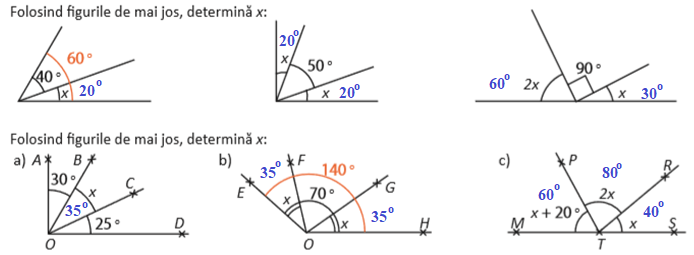 Folosind figurile de mai jos, determină x:
60°
40°
x 20°
20°
x
50°
x 20°
90°
60° 2x
x 30°
Folosind figurile de mai jos, determină x:
a) A B
30°
x
C
35°
25°
D
O
b) 35° F
140°
E
x
70°
G
35°
x
H
O
c) P
80°
R
60°
2x
x + 20°
40°
M
x
S
T